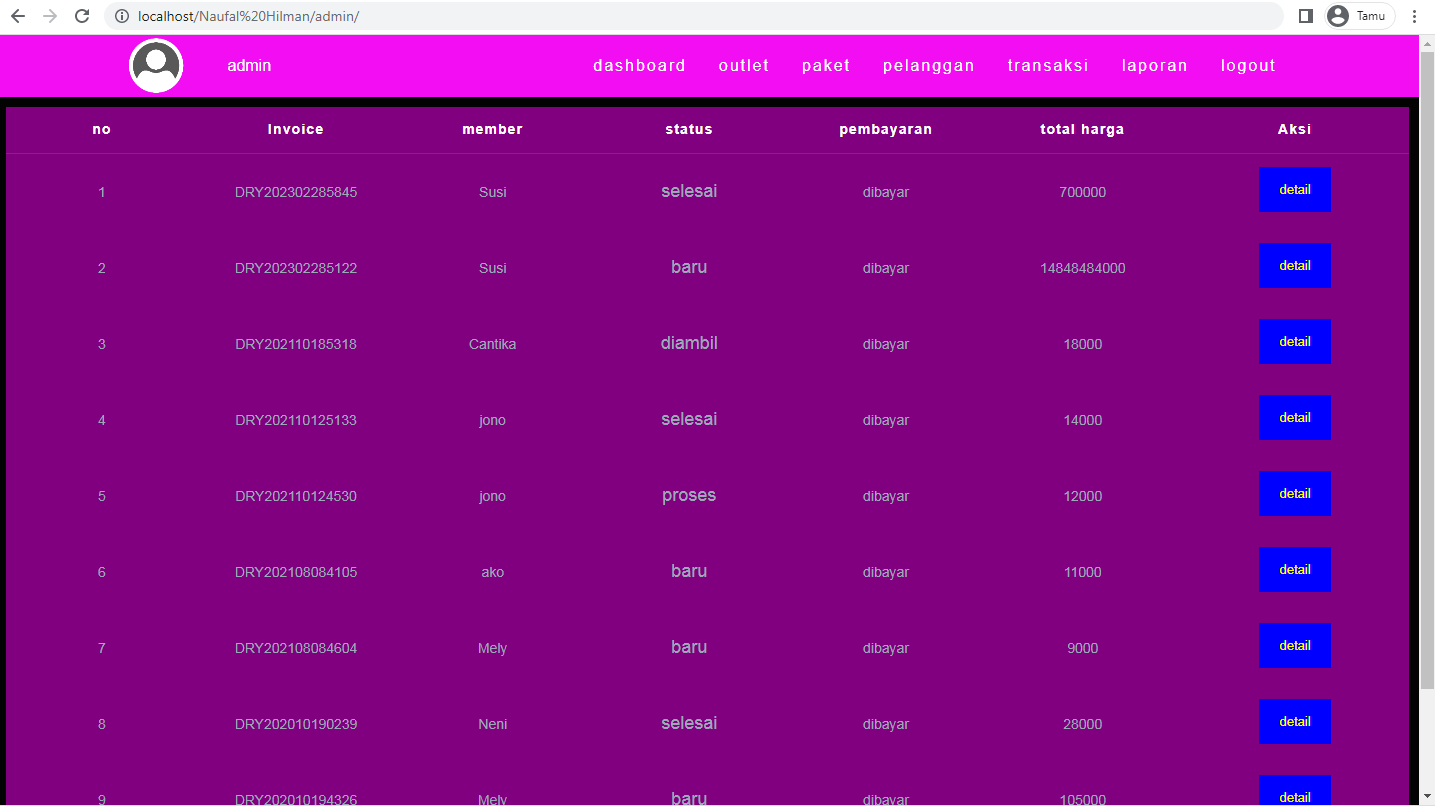 localhost/Naufal%20Hilman/admin/ Tamu
admin dashboard outlet paket pelanggan transaksi laporan logout
no Invoice member status pembayaran total harga Aksi
1 DRY202302285845 Susi selesai dibayar 700000 detail
2 DRY202302285122 Susi baru dibayar 14848484000 detail
3 DRY202110185318 Cantika diambil dibayar 18000 detail
4 DRY202110125133 jono selesai dibayar 14000 detail
5 DRY202110124530 jono proses dibayar 12000 detail
6 DRY202108084105 ako baru dibayar 11000 detail
7 DRY202108084604 Mely baru dibayar 9000 detail
8 DRY202010190239 Neni selesai dibayar 28000 detail
9 DRY202010194326 Mely baru dibayar 105000 detail